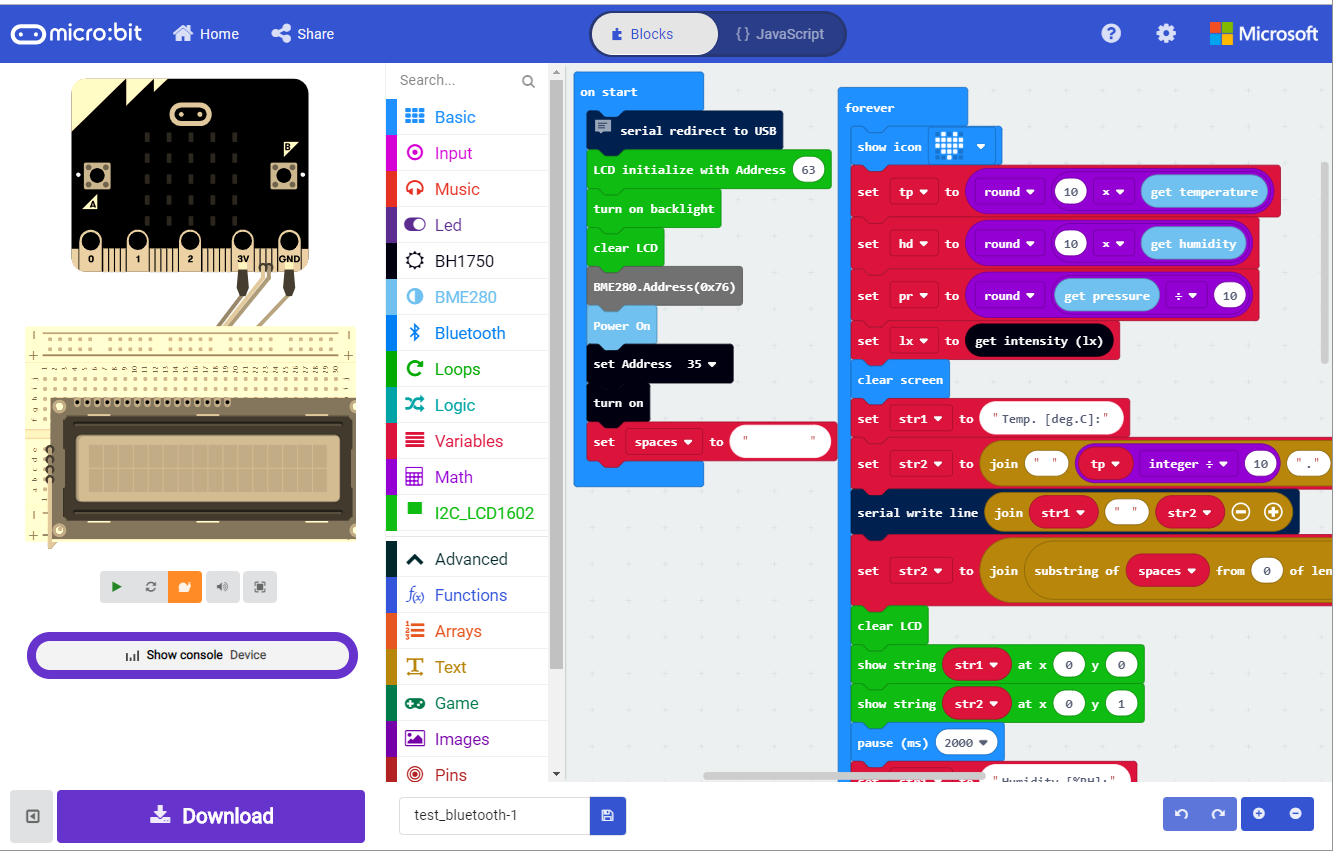 micro:bit Home Share Blocks {} JavaScript ? Microsoft
A B
0 1 2 3V GND
Show console Device
Download
Search...
Basic
Input
Music
Led
BH1750
BME280
Bluetooth
Loops
Logic
Variables
Math
I2C_LCD1602
Advanced
f(x) Functions
Arrays
Text
Game
Images
Pins
on start
serial redirect to USB
LCD initialize with Address 63
turn on backlight
clear LCD
BME280.Address(0x76)
Power On
set Address 35
turn on
set spaces to " "
forever
show icon
set tp to round 10 x get temperature
set hd to round 10 x get humidity
set pr to round get pressure ÷ 10
set lx to get intensity (lx)
clear screen
set str1 to "Temp. [deg.C]:"
set str2 to join " " tp integer ÷ 10 "."
serial write line join str1 " " str2
set str2 to join substring of spaces from 0 of len
clear LCD
show string str1 at x 0 y 0
show string str2 at x 0 y 1
pause (ms) 2000
"Humidity [%RH]:"
test_bluetooth-1